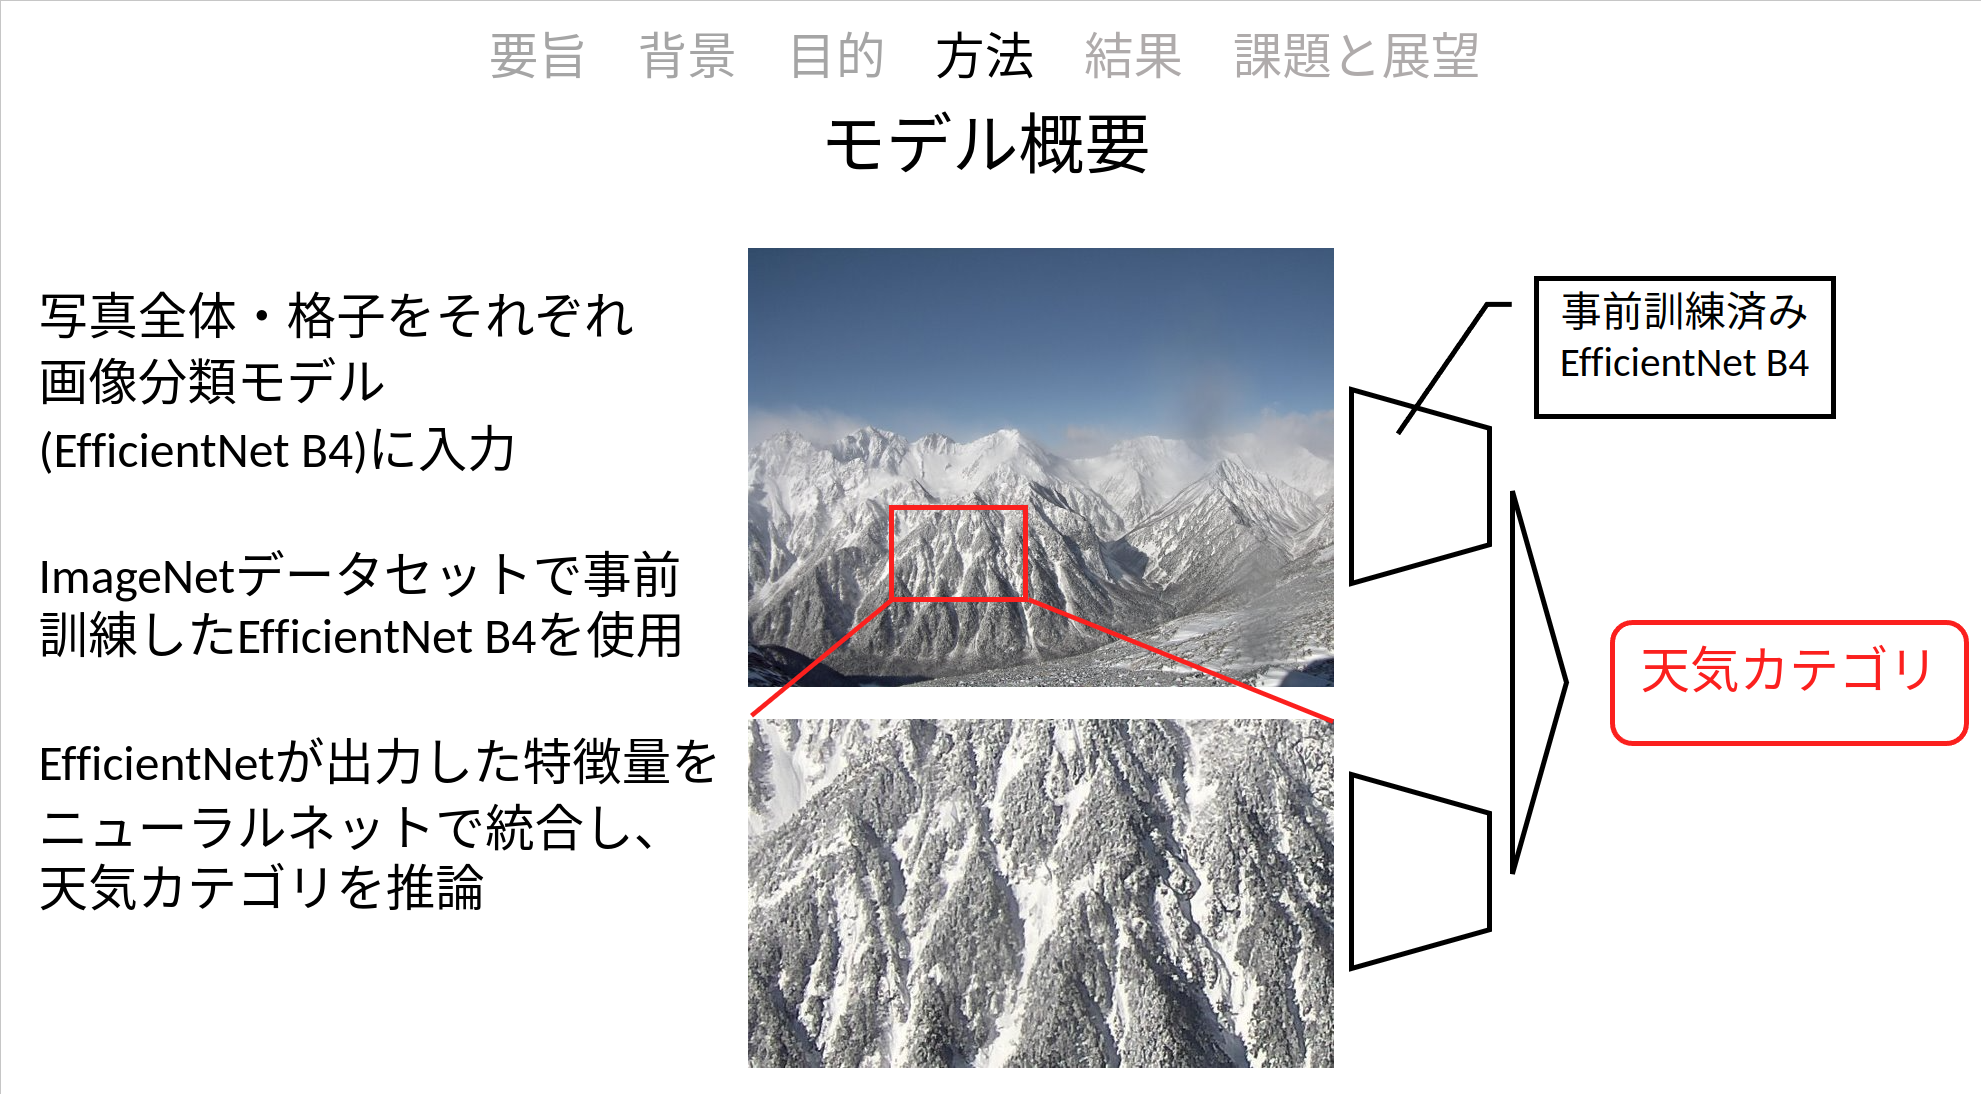 要旨　背景　目的　方法　結果　課題と展望
モデル概要
写真全体・格子をそれぞれ
画像分類モデル
(EfficientNet B4)に入力
ImageNetデータセットで事前
訓練したEfficientNet B4を使用
EfficientNetが出力した特徴量を
ニューラルネットで統合し、
天気カテゴリを推論
事前訓練済み
EfficientNet B4
天気カテゴリ